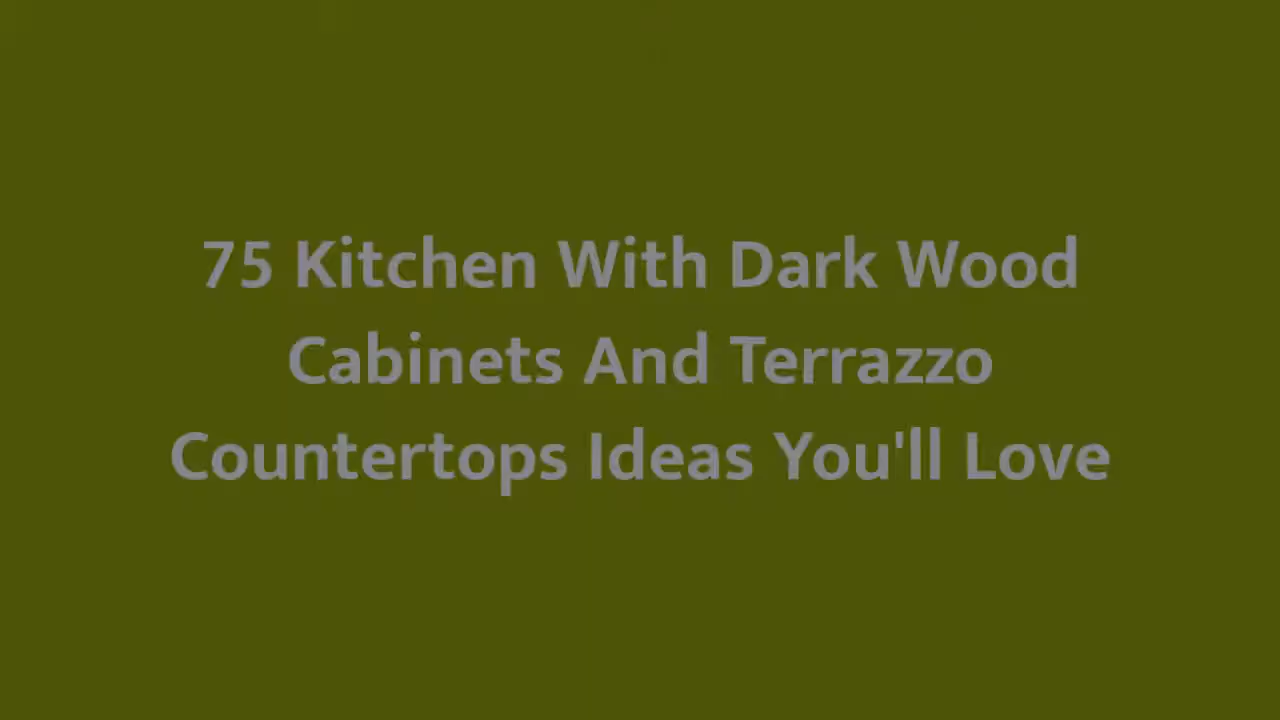 75 Kitchen With Dark Wood
Cabinets And Terrazzo
Countertops Ideas You'll Love